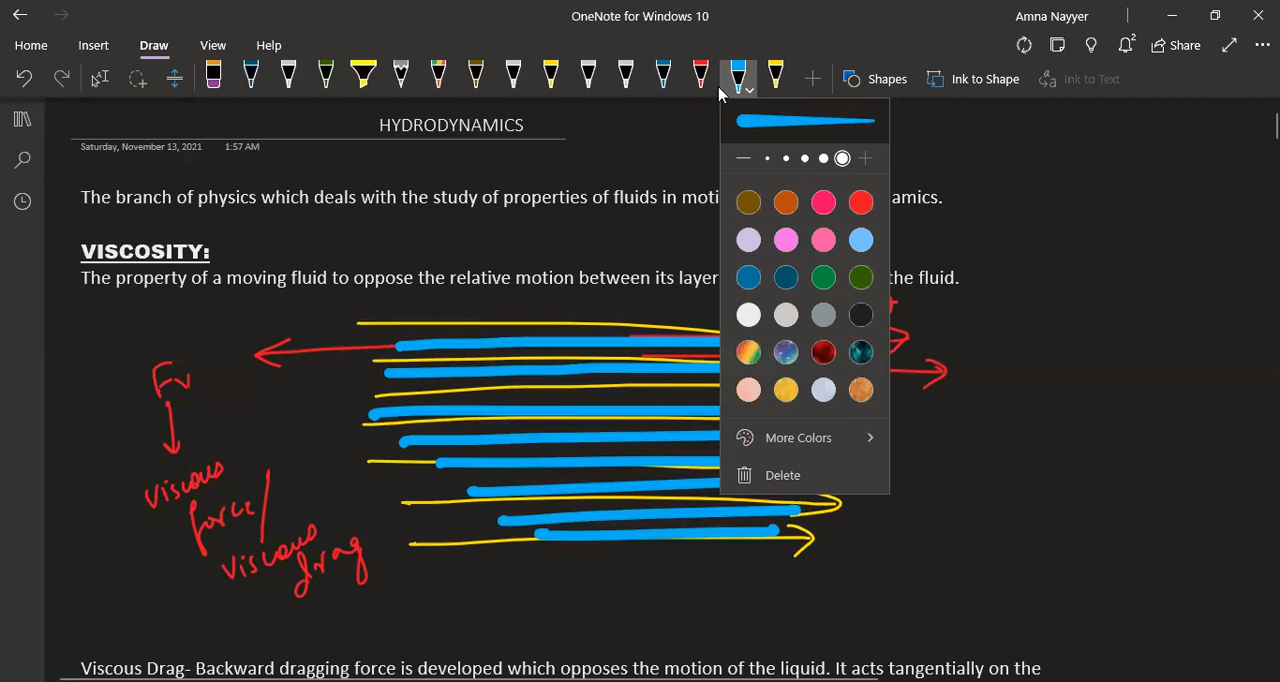 OneNote for Windows 10
Amna Nayyer
Home Insert Draw View Help
2
Share
Shapes
Ink to Shape
Ink to Text
HYDRODYNAMICS
Saturday, November 13, 2021 1:57 AM
The branch of physics which deals with the study of properties of fluids in moti amics.
VISCOSITY:
The property of a moving fluid to oppose the relative motion between its layer the fluid.
Fv
viscous
force/
viscous
drag
More Colors
Delete
Viscous Drag- Backward dragging force is developed which opposes the motion of the liquid. It acts tangentially on the